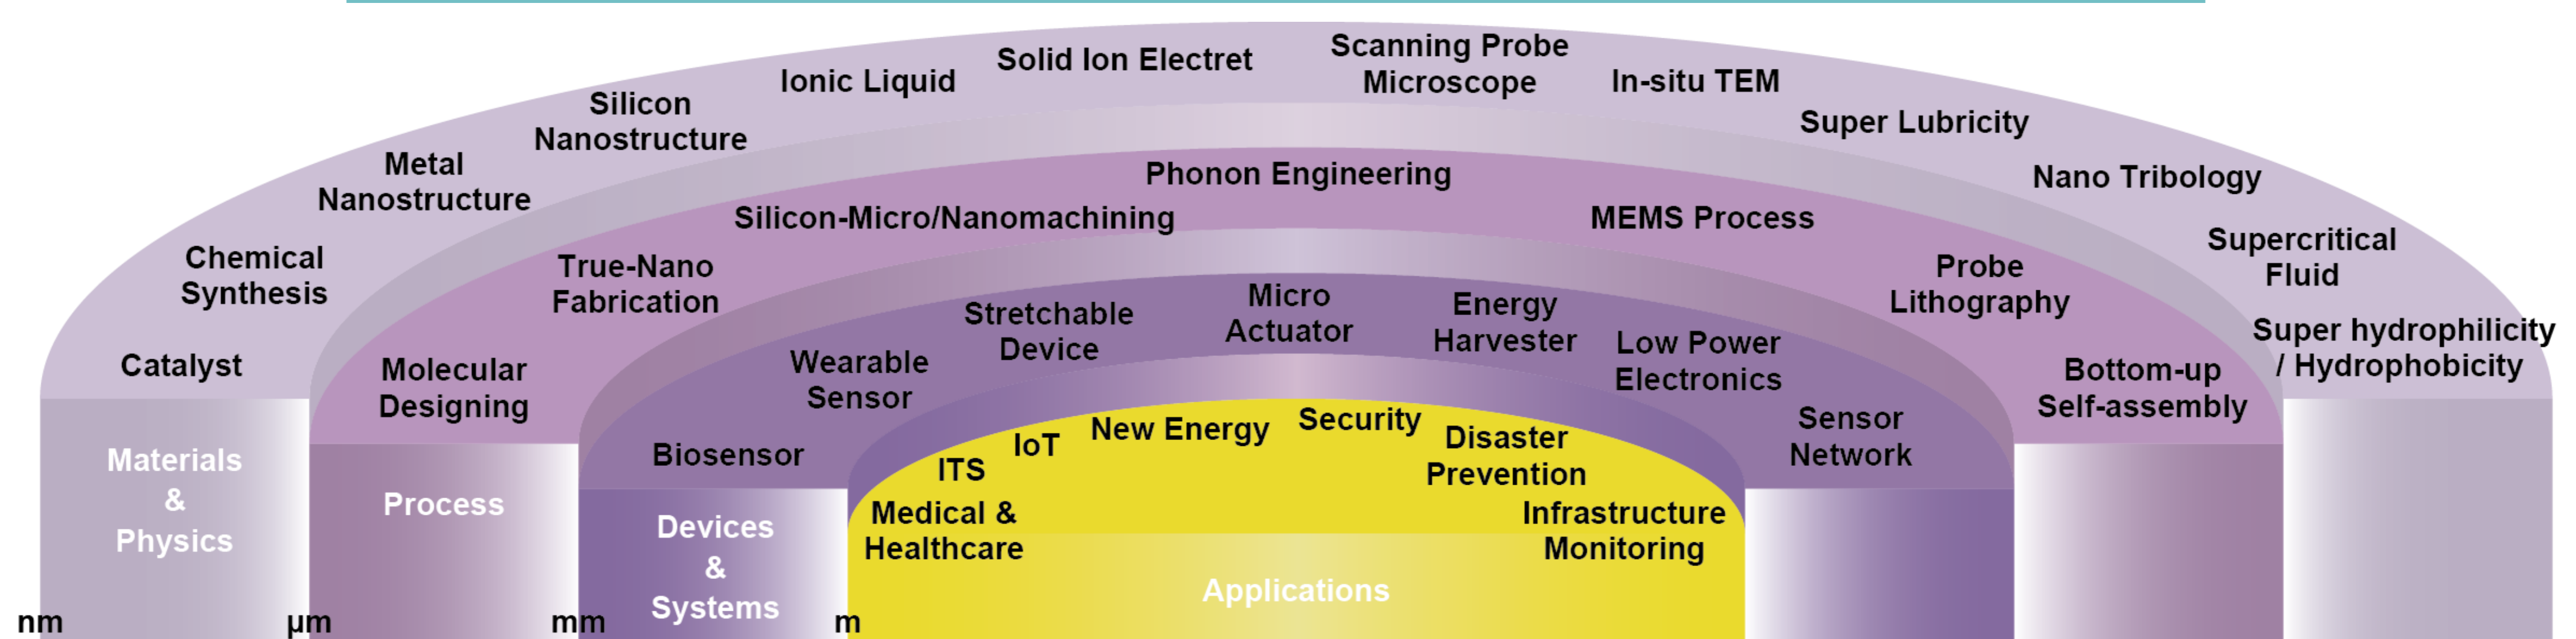 Catalyst
Chemical
Synthesis
Metal
Nanostructure
Silicon
Nanostructure
Ionic Liquid
Solid Ion Electret
Scanning Probe
Microscope
In-situ TEM
Super Lubricity
Nano Tribology
Supercritical
Fluid
Super hydrophilicity
/ Hydrophobicity
Molecular
Designing
True-Nano
Fabrication
Silicon-Micro/Nanomachining
Phonon Engineering
MEMS Process
Probe
Lithography
Bottom-up
Self-assembly
Biosensor
Wearable
Sensor
Stretchable
Device
Micro
Actuator
Energy
Harvester
Low Power
Electronics
Sensor
Network
Medical &
Healthcare
ITS
IoT
New Energy
Security
Disaster
Prevention
Infrastructure
Monitoring
Materials
&
Physics
Process
Devices
&
Systems
Applications
nm
µm
mm
m